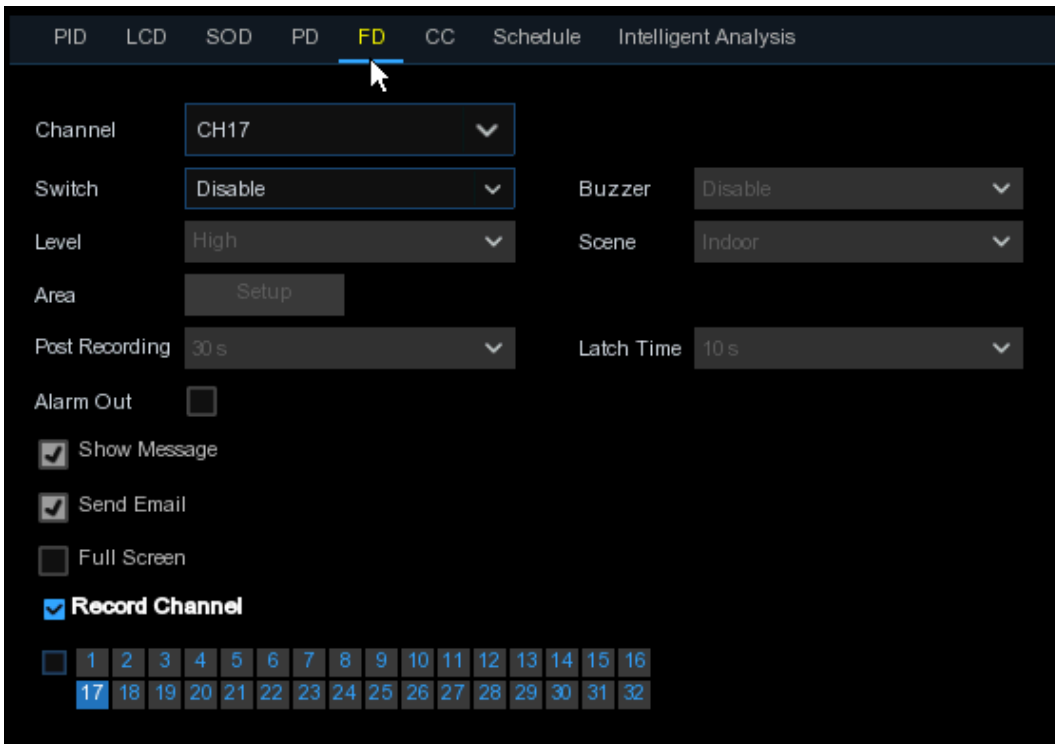 PID LCD SOD PD FD CC Schedule Intelligent Analysis
Channel CH17
Switch Disable Buzzer Disable
Level High Scene Indoor
Area Setup
Post Recording 30 s Latch Time 10 s
Alarm Out
Show Message
Send Email
Full Screen
Record Channel
1 2 3 4 5 6 7 8 9 10 11 12 13 14 15 16
17 18 19 20 21 22 23 24 25 26 27 28 29 30 31 32